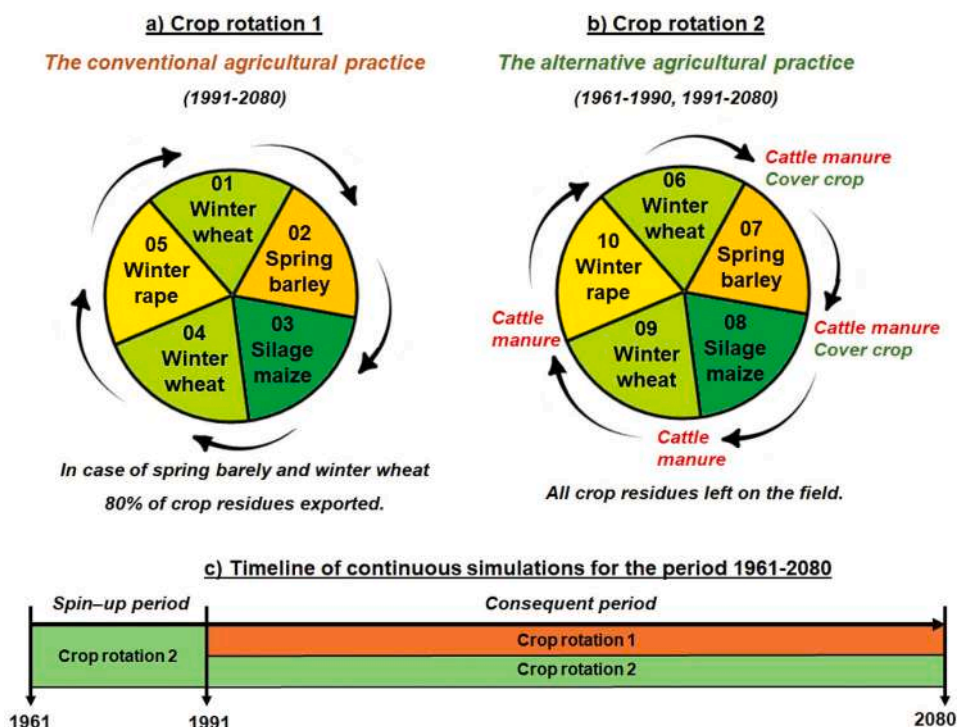 a) Crop rotation 1
The conventional agricultural practice
(1991-2080)
01
Winter
wheat
02
Spring
barley
03
Silage
maize
04
Winter
wheat
05
Winter
rape
In case of spring barely and winter wheat
80% of crop residues exported.
b) Crop rotation 2
The alternative agricultural practice
(1961-1990, 1991-2080)
Cattle manure
Cover crop
06
Winter
wheat
07
Spring
barley
Cattle manure
Cover crop
08
Silage
maize
Cattle
manure
09
Winter
wheat
Cattle
manure
10
Winter
rape
All crop residues left on the field.
c) Timeline of continuous simulations for the period 1961-2080
Spin–up period
Consequent period
Crop rotation 2
Crop rotation 1
Crop rotation 2
1961
1991
2080